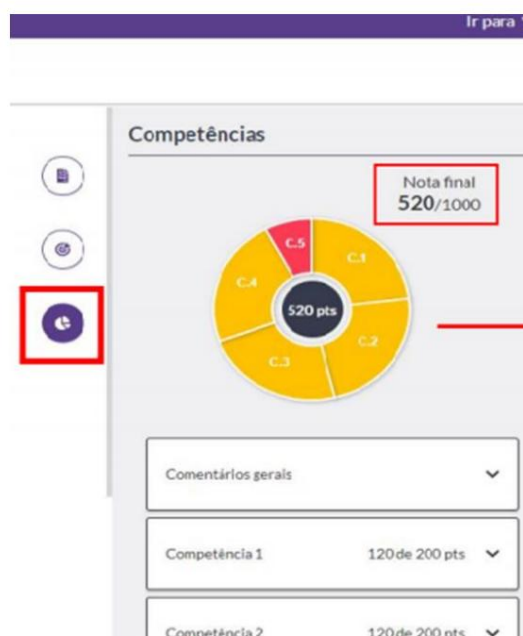 Ir para
Competências
Nota final
520/1000
C.5
C.1
C.4
520 pts
C.2
C.3
Comentários gerais
Competência 1 120 de 200 pts
Competência 2 120 de 200 pts